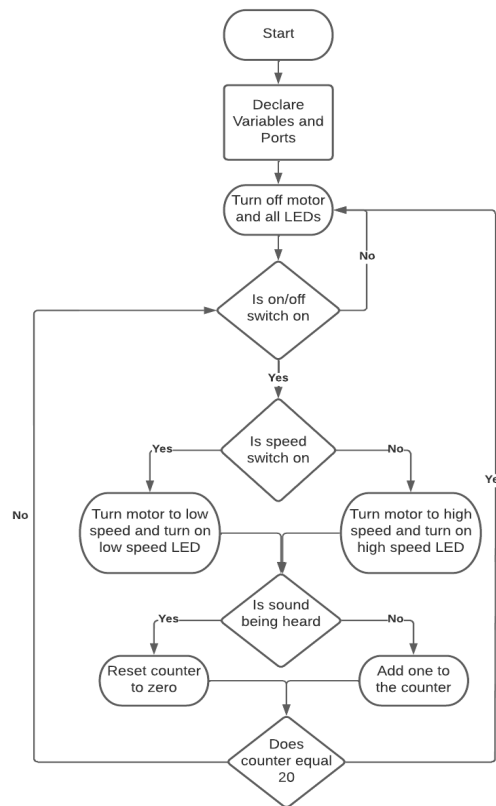 Start
Declare
Variables and
Ports
Turn off motor
and all LEDs
No
Is on/off
switch on
Yes
Is speed
switch on
Yes
No
Turn motor to low
speed and turn on
low speed LED
Turn motor to high
speed and turn on
high speed LED
No
Is sound
being heard
Yes
No
Reset counter
to zero
Add one to
the counter
Does
counter equal
20